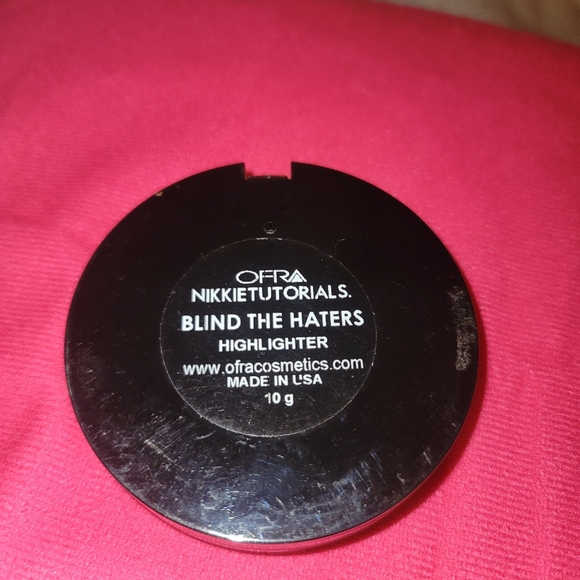 OFRA
NIKKIETUTORIALS.
BLIND THE HATERS
HIGHLIGHTER
www.ofracosmetics.com
MADE IN USA
10 g